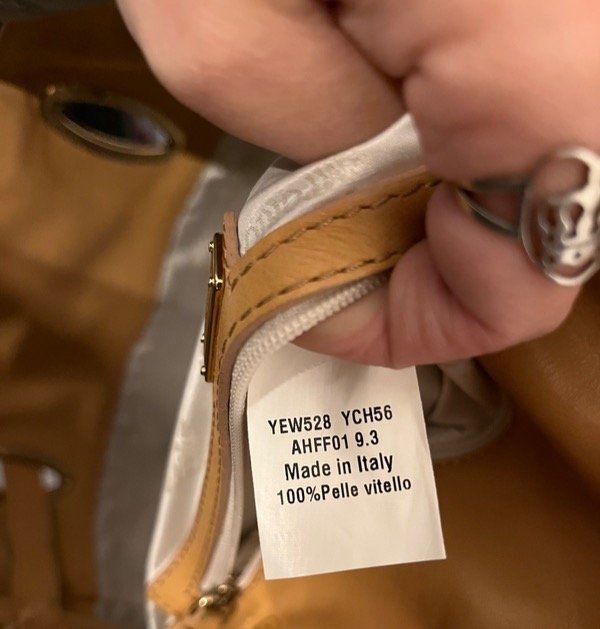 YEW528 YCH56
AHFF01 9.3
Made in Italy
100%Pelle vitello